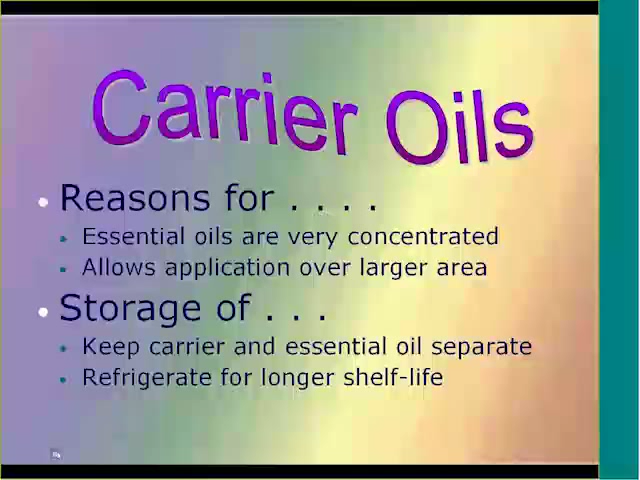 Carrier Oils
• Reasons for . . . .
• Essential oils are very concentrated
• Allows application over larger area
• Storage of . . .
• Keep carrier and essential oil separate
• Refrigerate for longer shelf-life